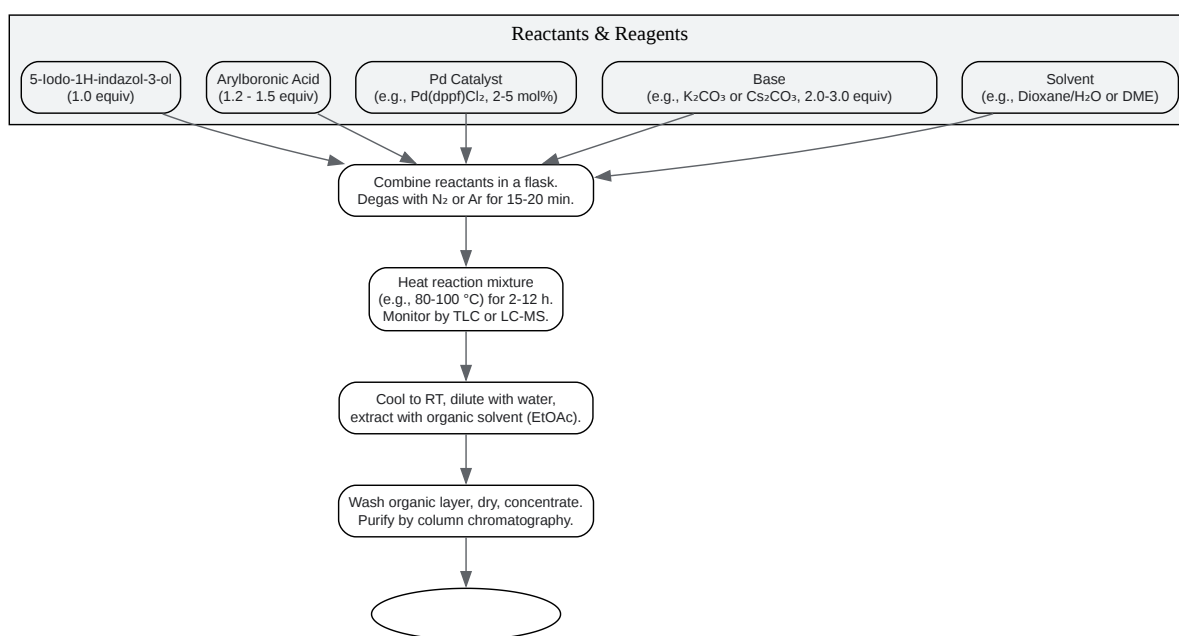 Reactants & Reagents
5-Iodo-1H-indazol-3-ol
(1.0 equiv)
Arylboronic Acid
(1.2 - 1.5 equiv)
Pd Catalyst
(e.g., Pd(dppf)Cl₂, 2-5 mol%)
Base
(e.g., K₂CO₃ or Cs₂CO₃, 2.0-3.0 equiv)
Solvent
(e.g., Dioxane/H₂O or DME)
Combine reactants in a flask.
Degas with N₂ or Ar for 15-20 min.
Heat reaction mixture
(e.g., 80-100 °C) for 2-12 h.
Monitor by TLC or LC-MS.
Cool to RT, dilute with water,
extract with organic solvent (EtOAc).
Wash organic layer, dry, concentrate.
Purify by column chromatography.